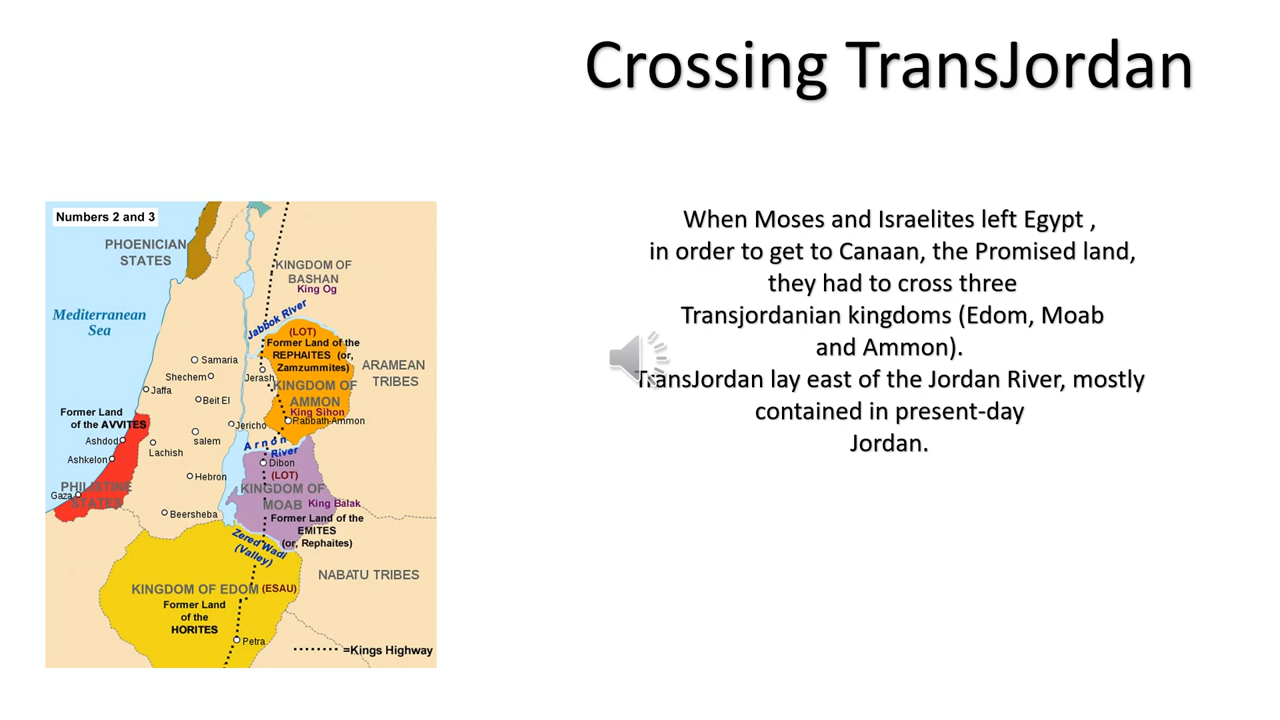 Crossing TransJordan
When Moses and Israelites left Egypt ,
in order to get to Canaan, the Promised land,
they had to cross three
Transjordanian kingdoms (Edom, Moab
and Ammon).
TransJordan lay east of the Jordan River, mostly
contained in present-day
Jordan.
Numbers 2 and 3
PHOENICIAN
STATES
KINGDOM OF
BASHAN
King Og
Mediterranean
Sea
Jabbok River
(LOT)
Former Land of the
REPHAITES (or,
Zamzummites)
ARAMEAN
TRIBES
Samaria
Shechem
Jerash
KINGDOM OF
AMMON
Jaffa
Beit El
King Sihon
Former Land
of the AVVITES
Rabbath-Ammon
Jericho
Ashdod
salem
Arnon
River
Lachish
Ashkelon
Dibon
(LOT)
Hebron
PHILISTINE
STATES
Gaza
KINGDOM OF
MOAB
King Balak
Beersheba
Former Land of the
EMITES
(or, Rephaites)
Zered Wadi
(Valley)
NABATU TRIBES
KINGDOM OF EDOM (ESAU)
Former Land
of the
HORITES
Petra
=Kings Highway